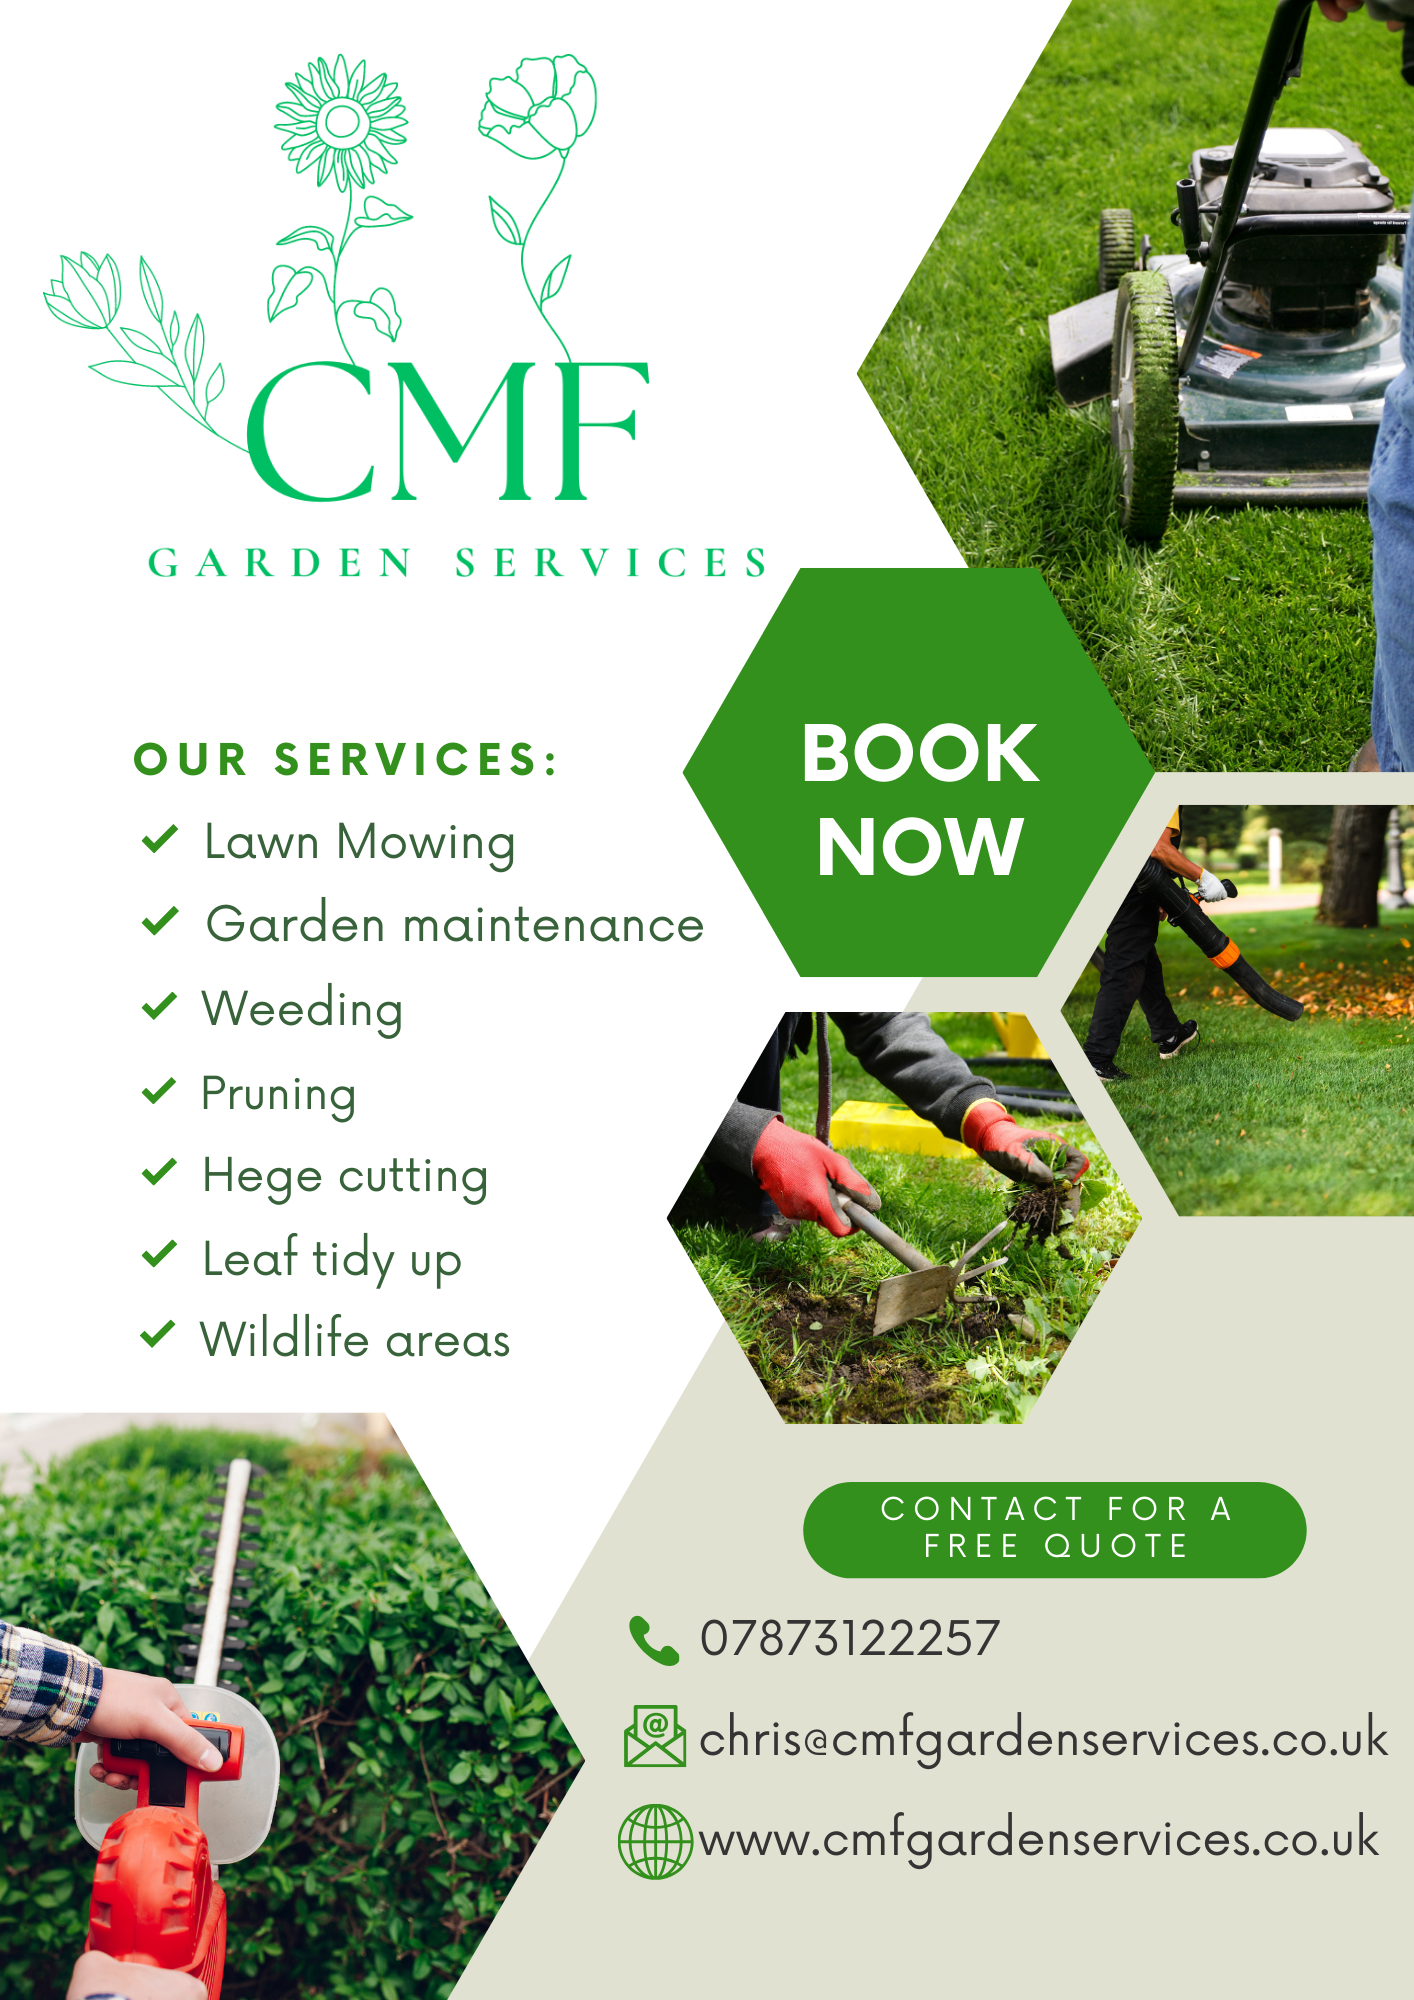 CMF
GARDEN SERVICES
BOOK
NOW
OUR SERVICES:
Lawn Mowing
Garden maintenance
Weeding
Pruning
Hege cutting
Leaf tidy up
Wildlife areas
CONTACT FOR A
FREE QUOTE
07873122257
chris@cmfgardenservices.co.uk
www.cmfgardenservices.co.uk